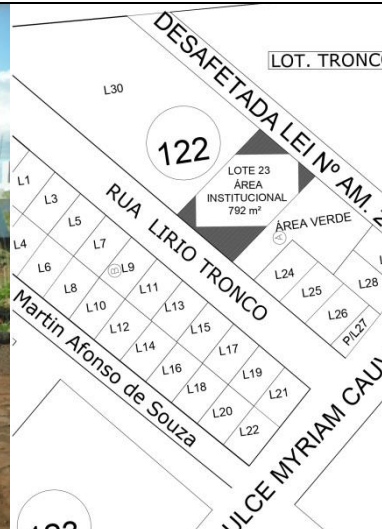 DESAFETADA LEI Nº AM. 2
LOT. TRONCO
L30
122
LOTE 23
ÁREA
INSTITUCIONAL
792 m²
ÁREA VERDE
A
RUA LIRIO TRONCO
L1
L3
L5
L7
L9
L11
L13
L15
L17
L19
L21
L4
L6
L8
L10
L12
L14
L16
L18
L20
L22
B
L24
L25
L26
P/L27
L28
Martin Afonso de Souza
ULCE MYRIAM CAU